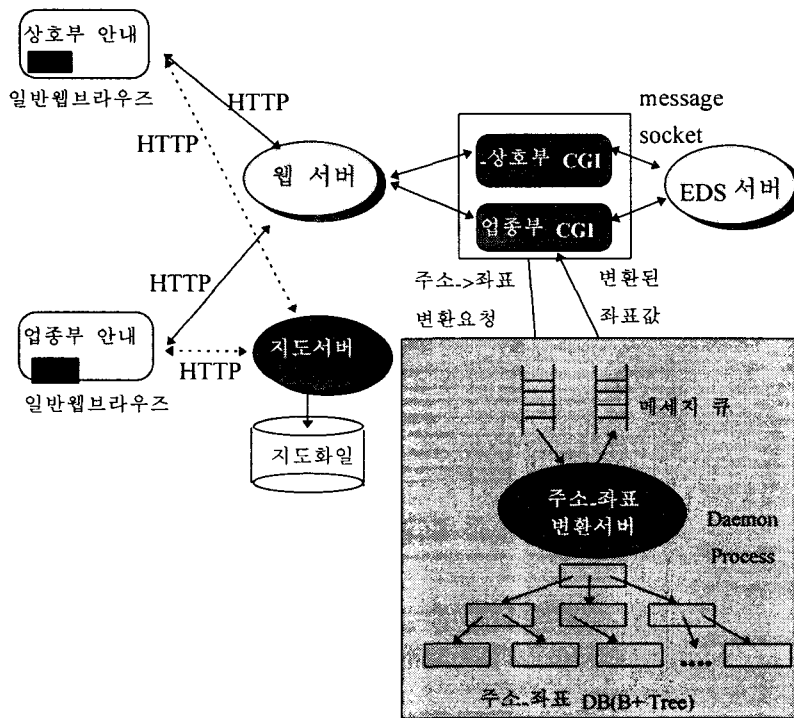 상호부 안내
일반웹브라우즈
HTTP
HTTP
message
socket
웹 서버
상호부 CGI
업종부 CGI
EDS 서버
HTTP
주소->좌표
변환요청
변환된
좌표값
업종부 안내
일반웹브라우즈
HTTP
지도서버
지도화일
메세지 큐
주소-좌표
변환서버
Daemon
Process
주소-좌표 DB(B+Tree)